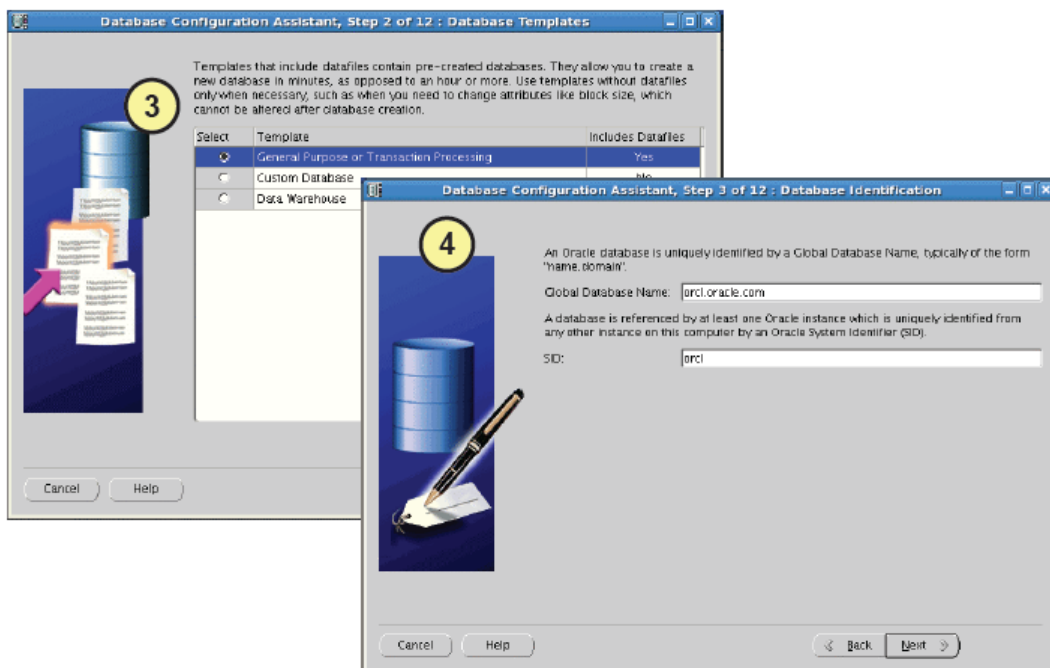 Database Configuration Assistant, Step 2 of 12 : Database Templates
Templates that include datafiles contain pre-created databases. They allow you to create a
new database in minutes, as opposed to an hour or more. Use templates without datafiles
only when necessary, such as when you need to change attributes like block size, which
cannot be altered after database creation.
3
Select Template Includes Datafiles
General Purpose or Transaction Processing Yes
Custom Database
Data Warehouse
Cancel Help
Database Configuration Assistant, Step 3 of 12 : Database Identification
4
An Oracle database is uniquely identified by a Global Database Name, typically of the form
"name.domain".
Global Database Name: orcl.oracle.com
A database is referenced by at least one Oracle instance which is uniquely identified from
any other instance on this computer by an Oracle System Identifier (SID).
SID: orcl
Cancel Help Back Next